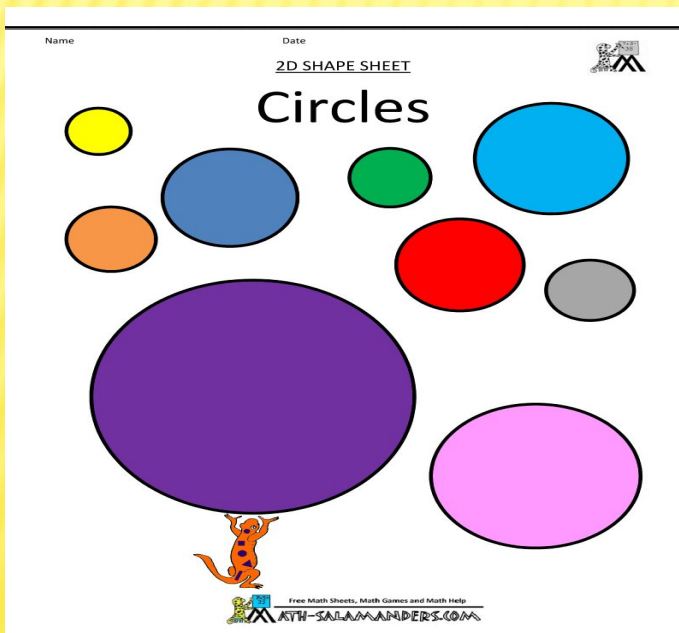 Name Date
2D SHAPE SHEET
Circles
Free Math Sheets, Math Games and Math Help
MATH-SALAMANDERS.COM